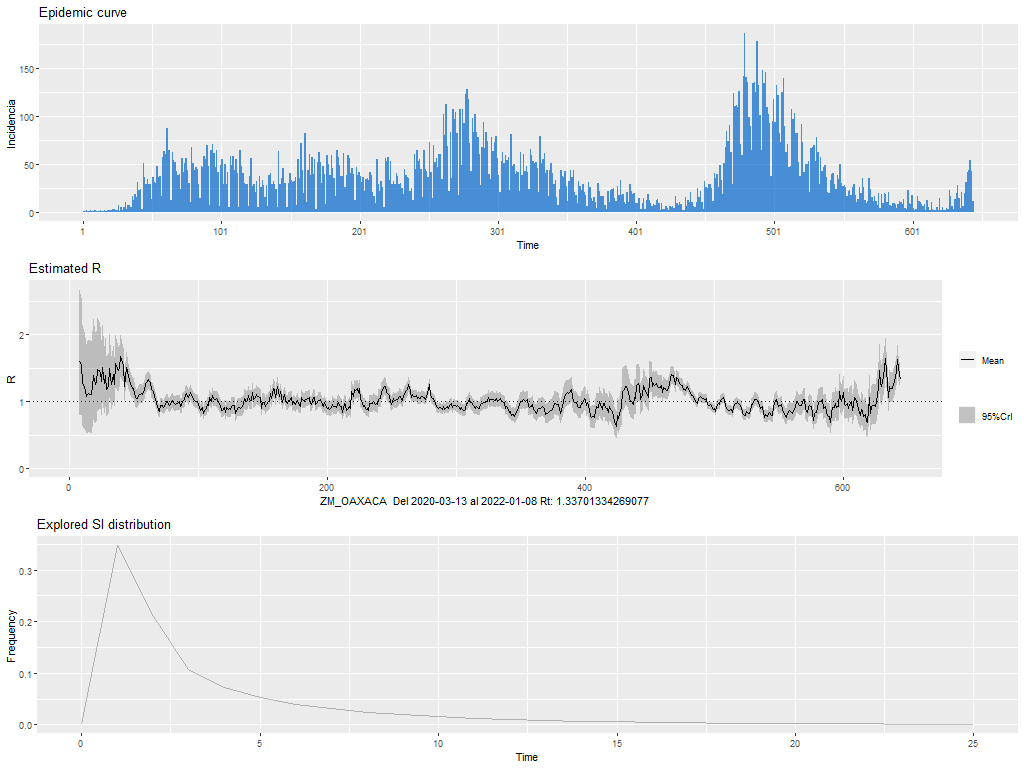 Epidemic curve
150
100
50
0
Incidencia
1
101
201
301
401
501
601
Time
Estimated R
2
1
0
R
0
200
400
600
ZM_OAXACA Del 2020-03-13 al 2022-01-08 Rt: 1.33701334269077
Mean
95%CrI
Explored SI distribution
0.3
0.2
0.1
0.0
Frequency
0
5
10
15
20
25
Time